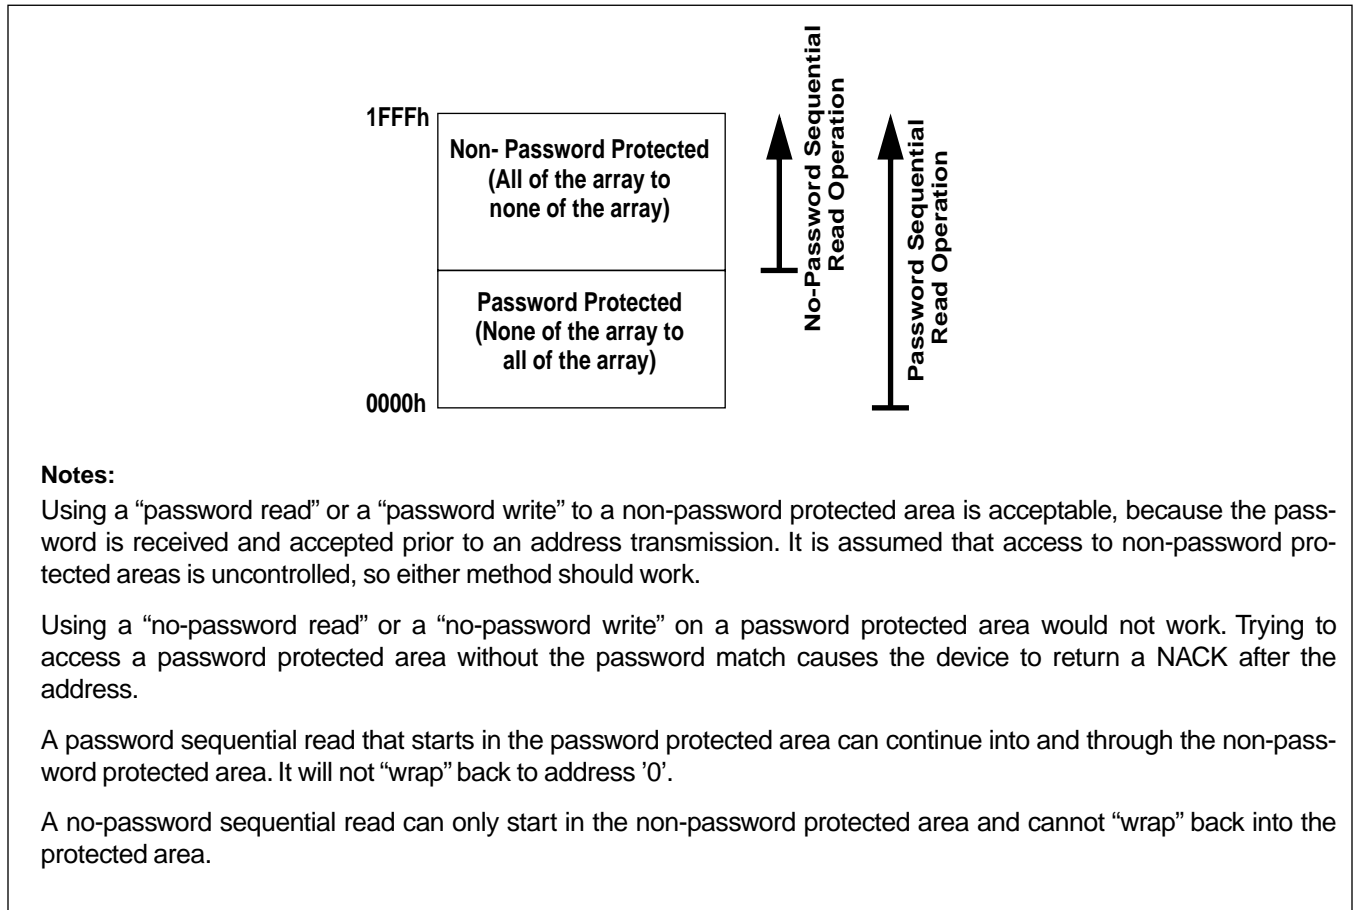 1FFFh
Non- Password Protected
(All of the array to
none of the array)
Password Protected
(None of the array to
all of the array)
0000h
No-Password Sequential
Read Operation
Password Sequential
Read Operation
Notes:
Using a “password read” or a “password write” to a non-password protected area is acceptable, because the pass-
word is received and accepted prior to an address transmission. It is assumed that access to non-password pro-
tected areas is uncontrolled, so either method should work.
Using a “no-password read” or a “no-password write” on a password protected area would not work. Trying to
access a password protected area without the password match causes the device to return a NACK after the
address.
A password sequential read that starts in the password protected area can continue into and through the non-pass-
word protected area. It will not “wrap” back to address '0'.
A no-password sequential read can only start in the non-password protected area and cannot “wrap” back into the
protected area.